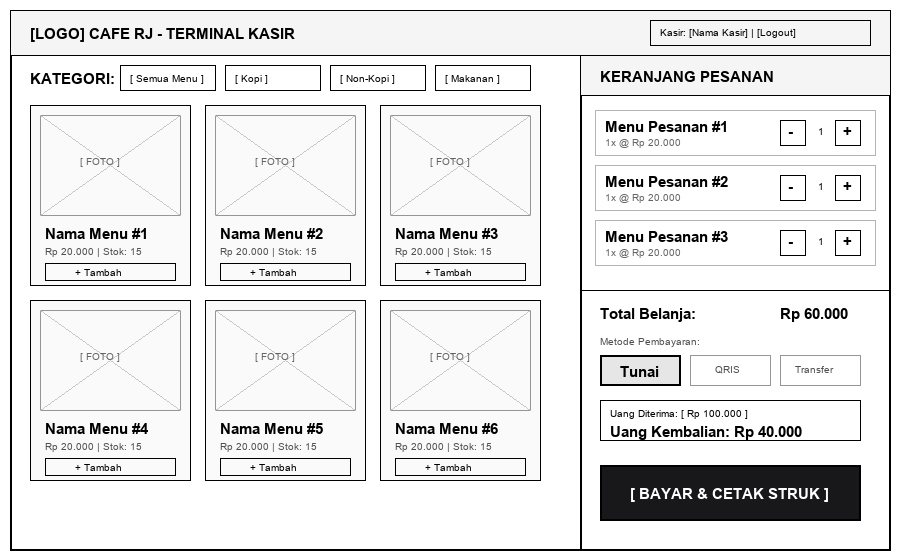 [LOGO] CAFE RJ - TERMINAL KASIR
Kasir: [Nama Kasir] | [Logout]
KATEGORI:
[ Semua Menu ]
[ Kopi ]
[ Non-Kopi ]
[ Makanan ]
[ FOTO ]
Nama Menu #1
Rp 20.000 | Stok: 15
+ Tambah
[ FOTO ]
Nama Menu #2
Rp 20.000 | Stok: 15
+ Tambah
[ FOTO ]
Nama Menu #3
Rp 20.000 | Stok: 15
+ Tambah
[ FOTO ]
Nama Menu #4
Rp 20.000 | Stok: 15
+ Tambah
[ FOTO ]
Nama Menu #5
Rp 20.000 | Stok: 15
+ Tambah
[ FOTO ]
Nama Menu #6
Rp 20.000 | Stok: 15
+ Tambah
KERANJANG PESANAN
Menu Pesanan #1
1x @ Rp 20.000
- 1 +
Menu Pesanan #2
1x @ Rp 20.000
- 1 +
Menu Pesanan #3
1x @ Rp 20.000
- 1 +
Total Belanja: Rp 60.000
Metode Pembayaran:
Tunai
QRIS
Transfer
Uang Diterima: [ Rp 100.000 ]
Uang Kembalian: Rp 40.000
[ BAYAR & CETAK STRUK ]